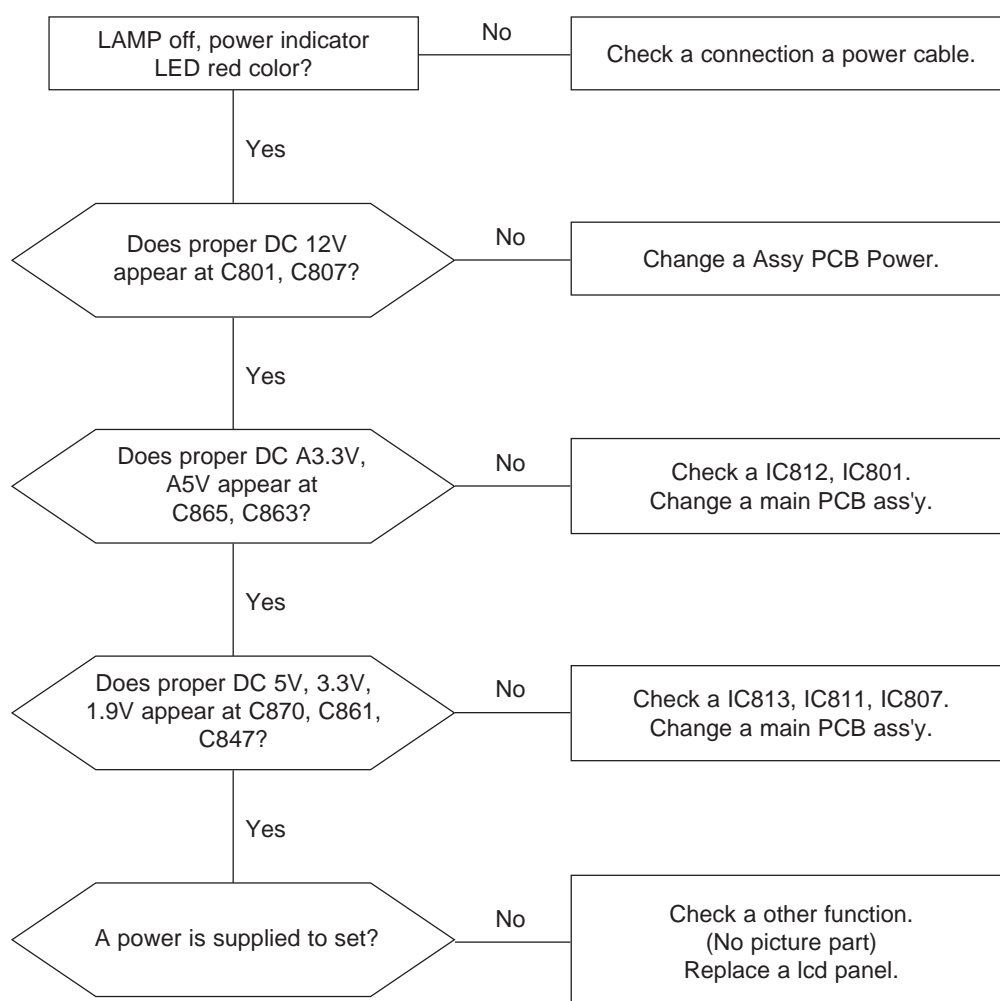 LAMP off, power indicator
LED red color?
No
Check a connection a power cable.
Yes
Does proper DC 12V
appear at C801, C807?
No
Change a Assy PCB Power.
Yes
Does proper DC A3.3V,
A5V appear at
C865, C863?
No
Check a IC812, IC801.
Change a main PCB ass'y.
Yes
Does proper DC 5V, 3.3V,
1.9V appear at C870, C861,
C847?
No
Check a IC813, IC811, IC807.
Change a main PCB ass'y.
Yes
A power is supplied to set?
No
Check a other function.
(No picture part)
Replace a lcd panel.